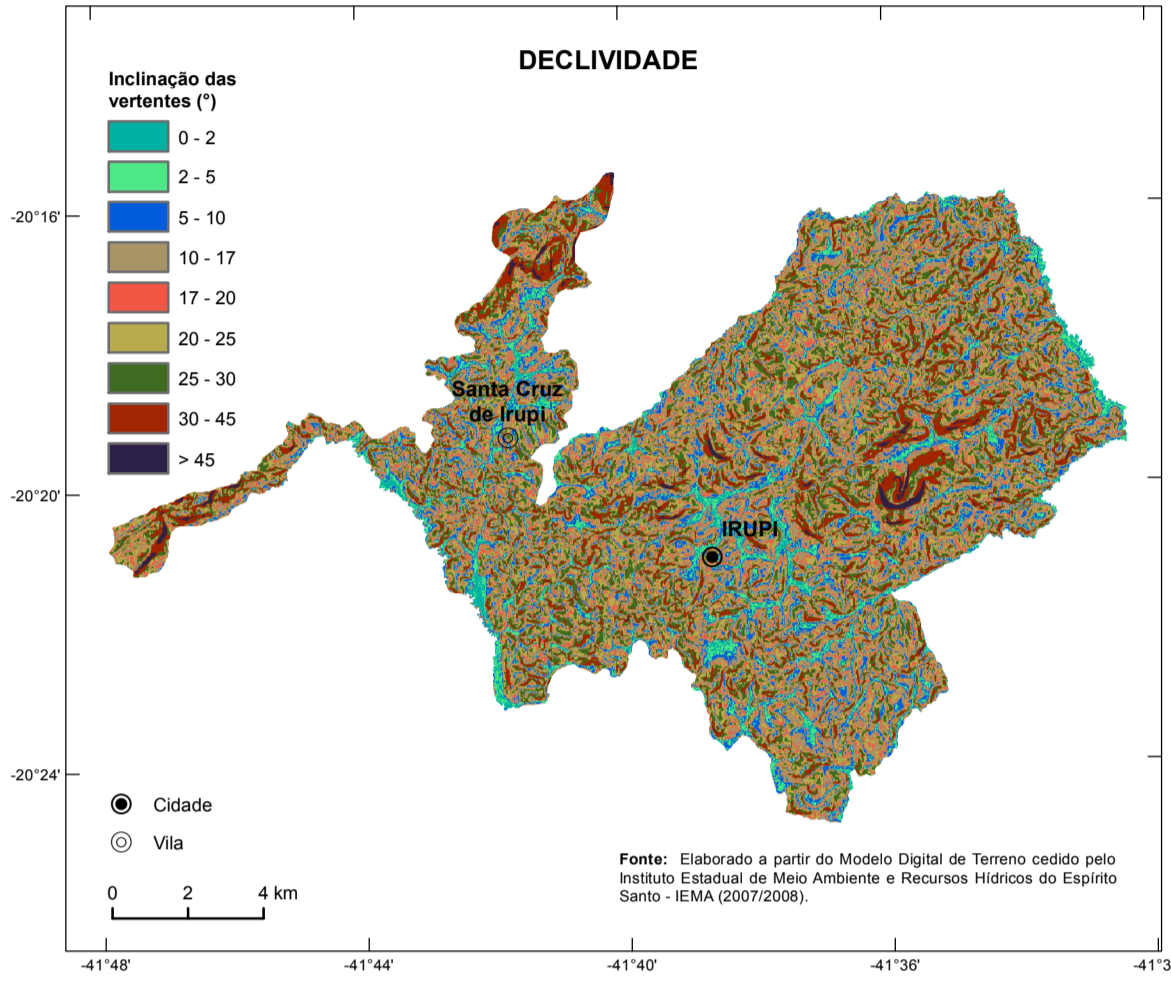 DECLIVIDADE
Inclinação das
vertentes (°)
0 - 2
2 - 5
5 - 10
10 - 17
17 - 20
20 - 25
25 - 30
30 - 45
> 45
-20°16'
-20°20'
-20°24'
Santa Cruz
de Irupi
IRUPI
Cidade
Vila
0 2 4 km
Fonte: Elaborado a partir do Modelo Digital de Terreno cedido pelo
Instituto Estadual de Meio Ambiente e Recursos Hídricos do Espírito
Santo - IEMA (2007/2008).
-41°48' -41°44' -41°40' -41°36' -41°3